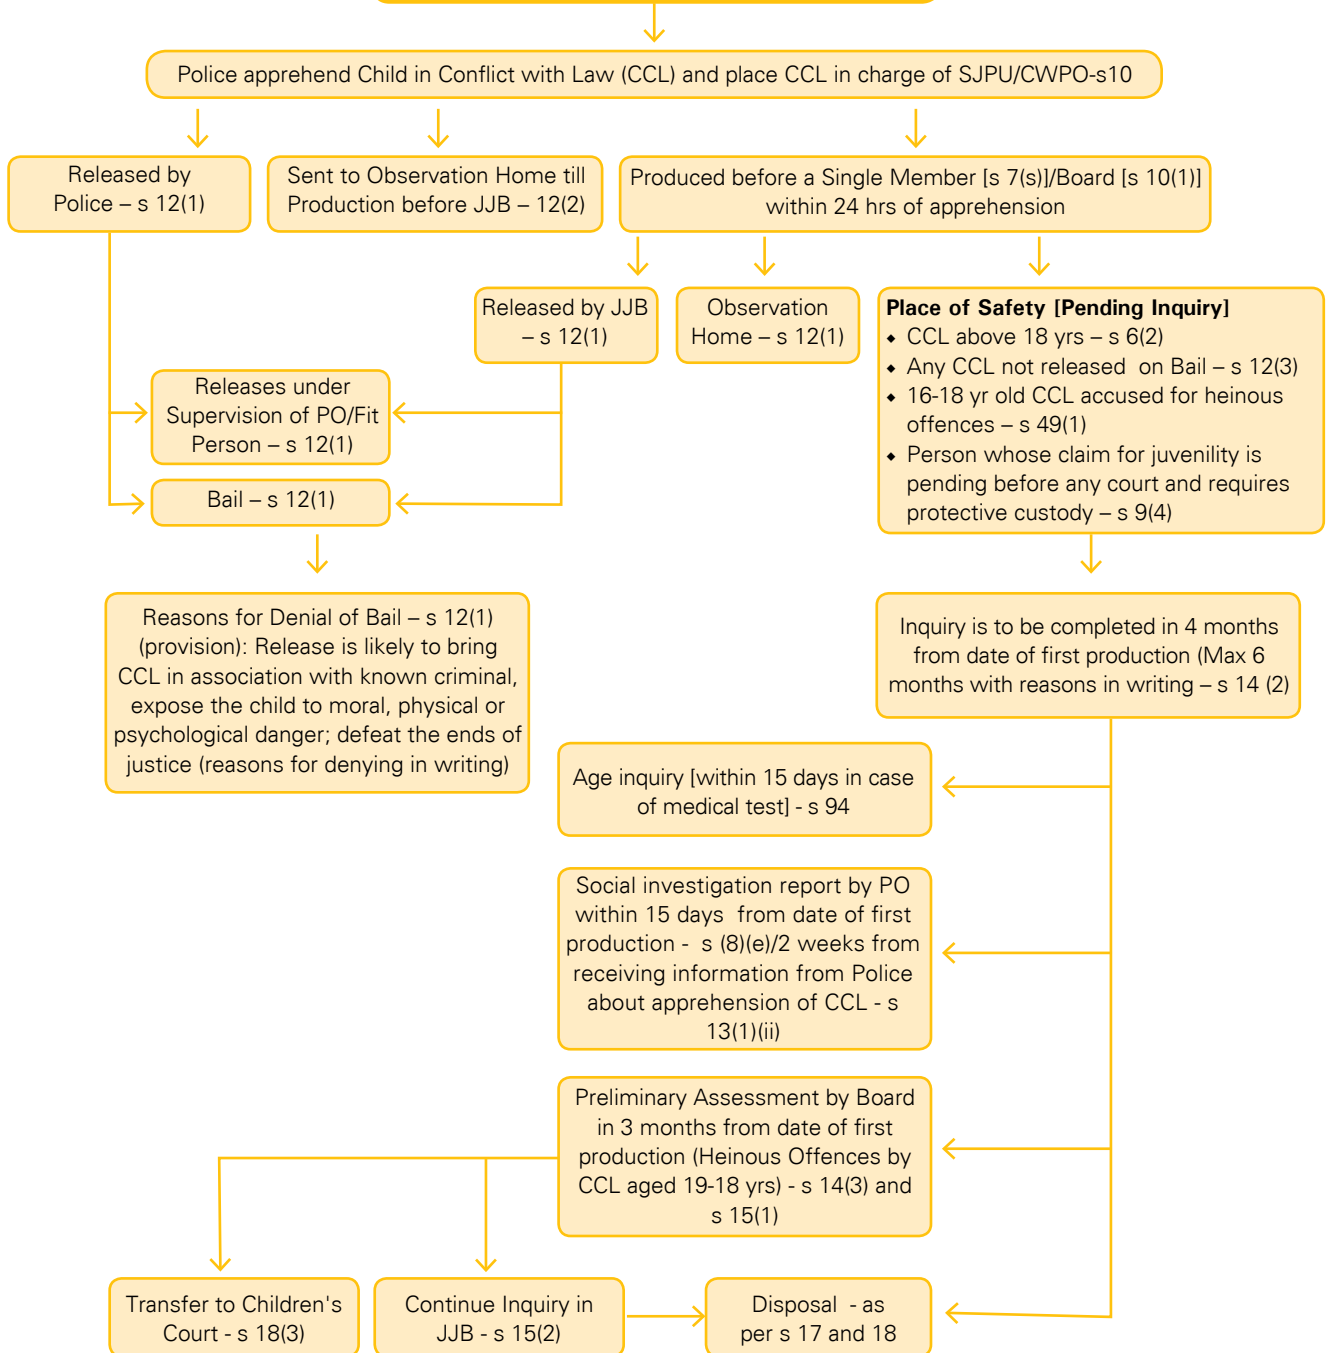 Police apprehend Child in Conflict with Law (CCL) and place CCL in charge of SJPU/CWPO-s10
Released by
Police – s 12(1)
Sent to Observation Home till
Production before JJB – 12(2)
Produced before a Single Member [s 7(s)]/Board [s 10(1)]
within 24 hrs of apprehension
Released by JJB
– s 12(1)
Observation
Home – s 12(1)
Place of Safety [Pending Inquiry]
◆ CCL above 18 yrs – s 6(2)
◆ Any CCL not released on Bail – s 12(3)
◆ 16-18 yr old CCL accused for heinous
offences – s 49(1)
◆ Person whose claim for juvenility is
pending before any court and requires
protective custody – s 9(4)
Releases under
Supervision of PO/Fit
Person – s 12(1)
Bail – s 12(1)
Reasons for Denial of Bail – s 12(1)
(provision): Release is likely to bring
CCL in association with known criminal,
expose the child to moral, physical or
psychological danger; defeat the ends of
justice (reasons for denying in writing)
Inquiry is to be completed in 4 months
from date of first production (Max 6
months with reasons in writing – s 14 (2)
Age inquiry [within 15 days in case
of medical test] - s 94
Social investigation report by PO
within 15 days from date of first
production - s (8)(e)/2 weeks from
receiving information from Police
about apprehension of CCL - s
13(1)(ii)
Preliminary Assessment by Board
in 3 months from date of first
production (Heinous Offences by
CCL aged 19-18 yrs) - s 14(3) and
s 15(1)
Transfer to Children's
Court - s 18(3)
Continue Inquiry in
JJB - s 15(2)
Disposal - as
per s 17 and 18